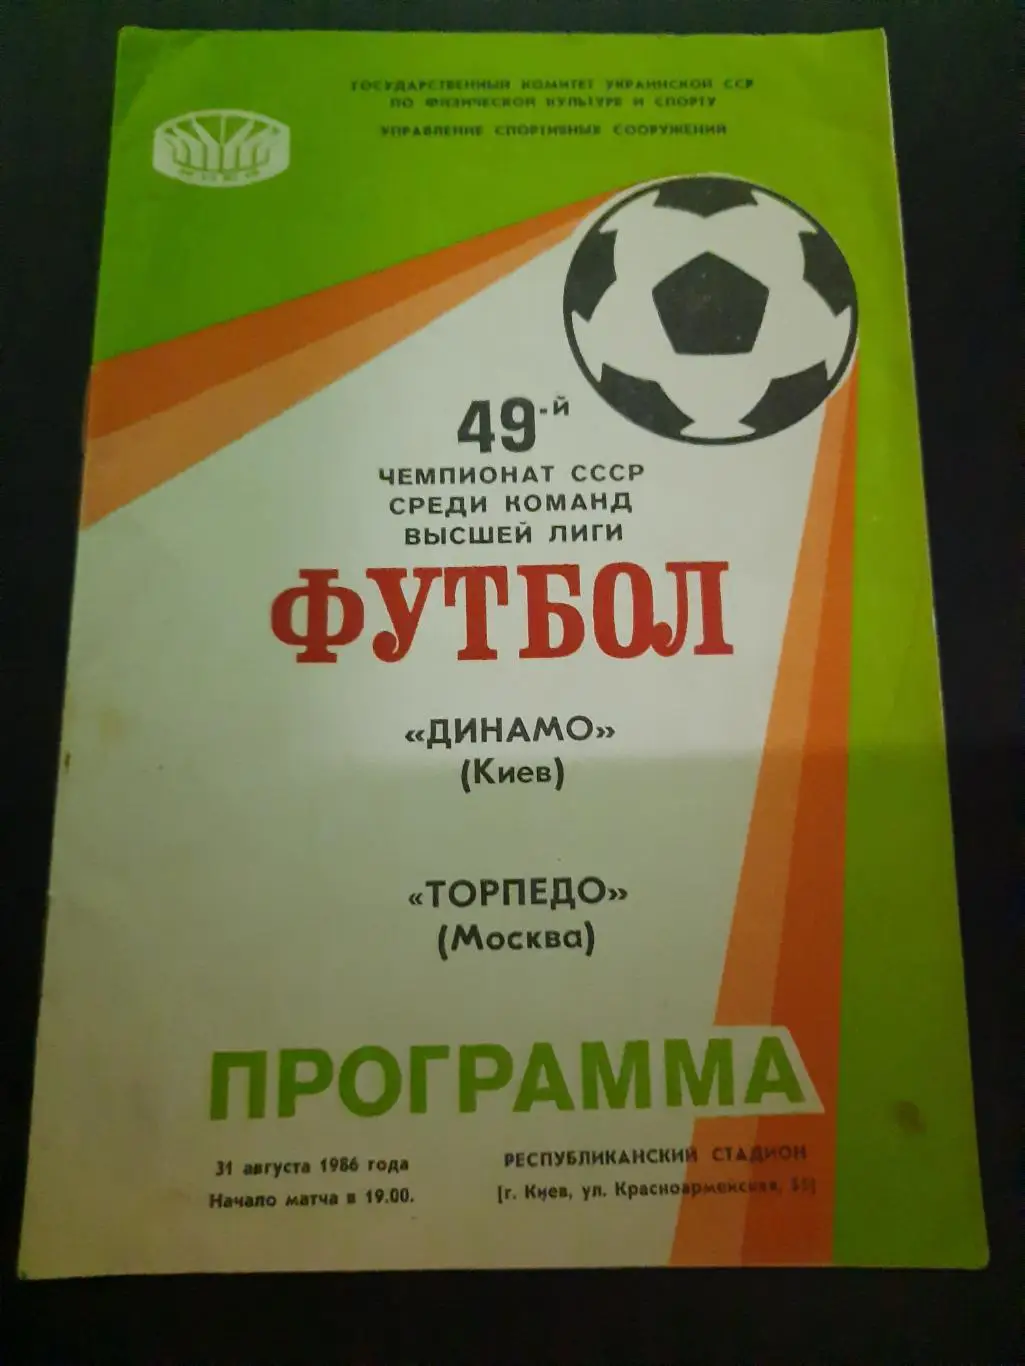 ГОСУДАРСТВЕННЫЙ КОМИТЕТ УКРАИНСКОЙ ССР
ПО ФИЗИЧЕСКОЙ КУЛЬТУРЕ И СПОРТУ
УПРАВЛЕНИЕ СПОРТИВНЫХ СООРУЖЕНИЙ
49-й
ЧЕМПИОНАТ СССР
СРЕДИ КОМАНД
ВЫСШЕЙ ЛИГИ
ФУТБОЛ
«ДИНАМО»
(Киев)
«ТОРПЕДО»
(Москва)
ПРОГРАММА
31 августа 1986 года
Начало матча в 19.00.
РЕСПУБЛИКАНСКИЙ СТАДИОН
(г. Киев, ул. Красноармейская, 55)